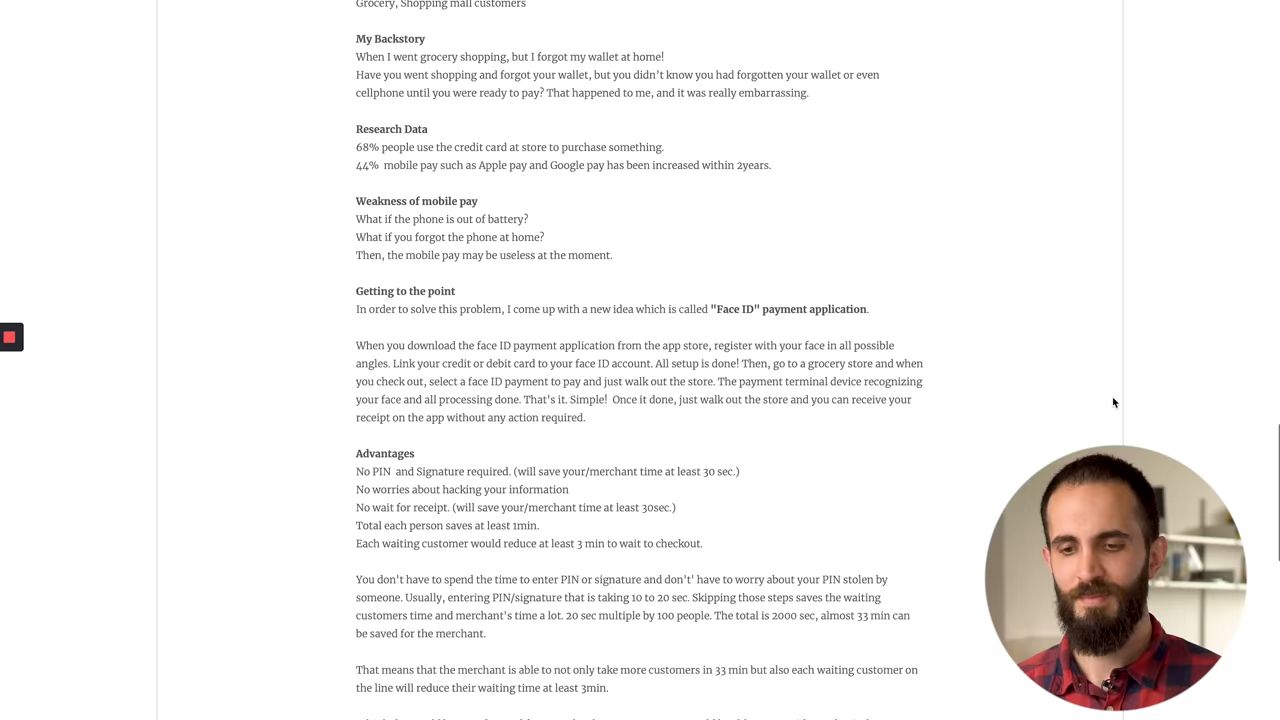 Grocery, Shopping mall customers
My Backstory
When I went grocery shopping, but I forgot my wallet at home!
Have you went shopping and forgot your wallet, but you didn't know you had forgotten your wallet or even
cellphone until you were ready to pay? That happened to me, and it was really embarrassing.
Research Data
68% people use the credit card at store to purchase something.
44%  mobile pay such as Apple pay and Google pay has been increased within 2years.
Weakness of mobile pay
What if the phone is out of battery?
What if you forgot the phone at home?
Then, the mobile pay may be useless at the moment.
Getting to the point
In order to solve this problem, I come up with a new idea which is called "Face ID" payment application.
When you download the face ID payment application from the app store, register with your face in all possible
angles. Link your credit or debit card to your face ID account. All setup is done! Then, go to a grocery store and when
you check out, select a face ID payment to pay and just walk out the store. The payment terminal device recognizing
your face and all processing done. That's it. Simple!  Once it done, just walk out the store and you can receive your
receipt on the app without any action required.
Advantages
No PIN  and Signature required. (will save your/merchant time at least 30 sec.)
No worries about hacking your information
No wait for receipt. (will save your/merchant time at least 30sec.)
Total each person saves at least 1min.
Each waiting customer would reduce at least 3 min to wait to checkout.
You don't have to spend the time to enter PIN or signature and don't' have to worry about your PIN stolen by
someone. Usually, entering PIN/signature that is taking 10 to 20 sec. Skipping those steps saves the waiting
customers time and merchant's time a lot. 20 sec multiple by 100 people. The total is 2000 sec, almost 33 min can
be saved for the merchant.
That means that the merchant is able to not only take more customers in 33 min but also each waiting customer on
the line will reduce their waiting time at least 3min.